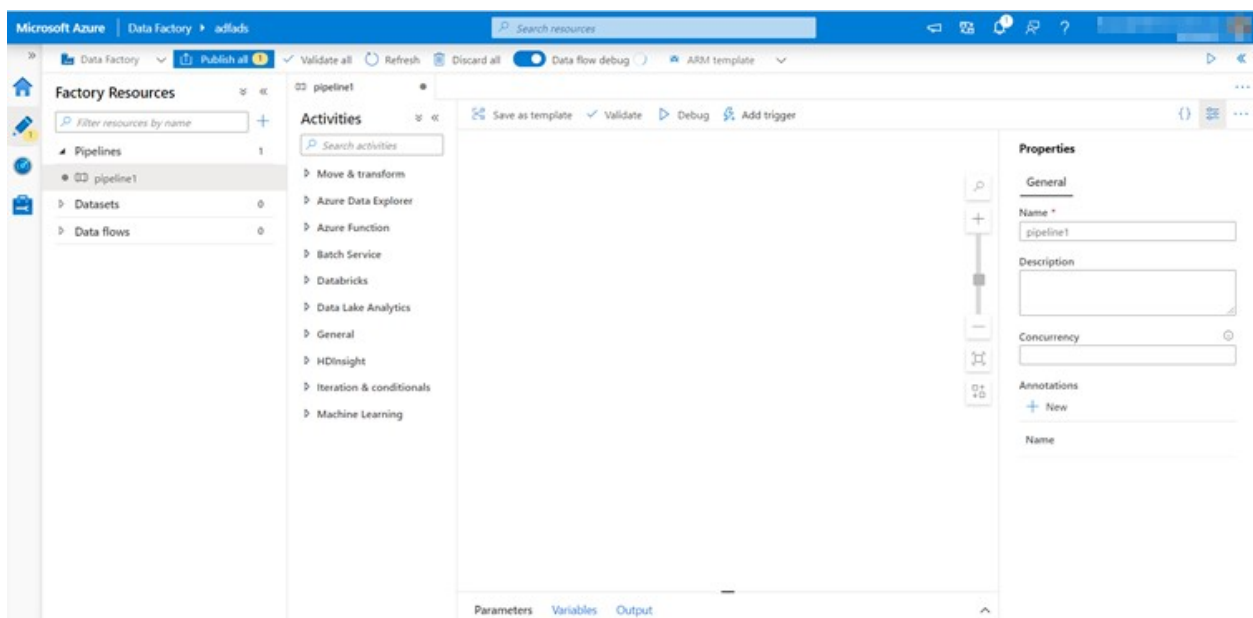 Microsoft Azure Data Factory adflads
Search resources
?
Data Factory
Publish all 1
Validate all
Refresh
Discard all
Data flow debug
ARM template
Factory Resources
Filter resources by name
Pipelines 1
pipeline1
Datasets 0
Data flows 0
1
pipeline1
Activities
Search activities
Move & transform
Azure Data Explorer
Azure Function
Batch Service
Databricks
Data Lake Analytics
General
HDInsight
Iteration & conditionals
Machine Learning
Save as template
Validate
Debug
Add trigger
{}
Properties
General
Name *
pipeline1
Description
Concurrency
Annotations
New
Name
Parameters Variables Output